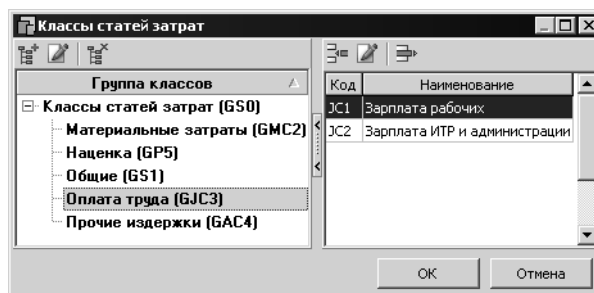 Классы статей затрат
Группа классов
Классы статей затрат (GS0)
Материальные затраты (GMC2)
Наценка (GP5)
Общие (GS1)
Оплата труда (GJC3)
Прочие издержки (GAC4)
Код Наименование
JC1 Зарплата рабочих
JC2 Зарплата ИТР и администрации
ОК Отмена